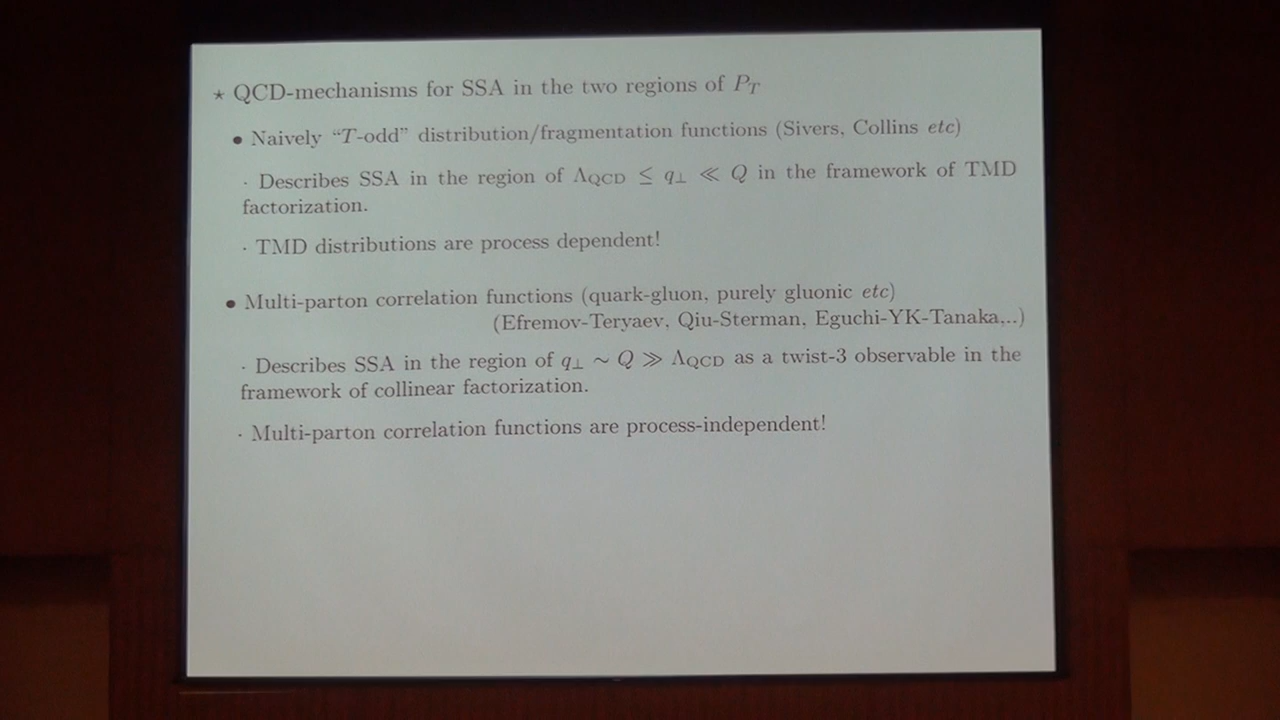 ⋆ QCD-mechanisms for SSA in the two regions of P_T
• Naively “T-odd” distribution/fragmentation functions (Sivers, Collins etc)
· Describes SSA in the region of Λ_QCD ≤ q_⊥ ≪ Q in the framework of TMD
factorization.
· TMD distributions are process dependent!
• Multi-parton correlation functions (quark-gluon, purely gluonic etc)
(Efremov-Teryaev, Qiu-Sterman, Eguchi-YK-Tanaka,..)
· Describes SSA in the region of q_⊥ ∼ Q ≫ Λ_QCD as a twist-3 observable in the
framework of collinear factorization.
· Multi-parton correlation functions are process-independent!